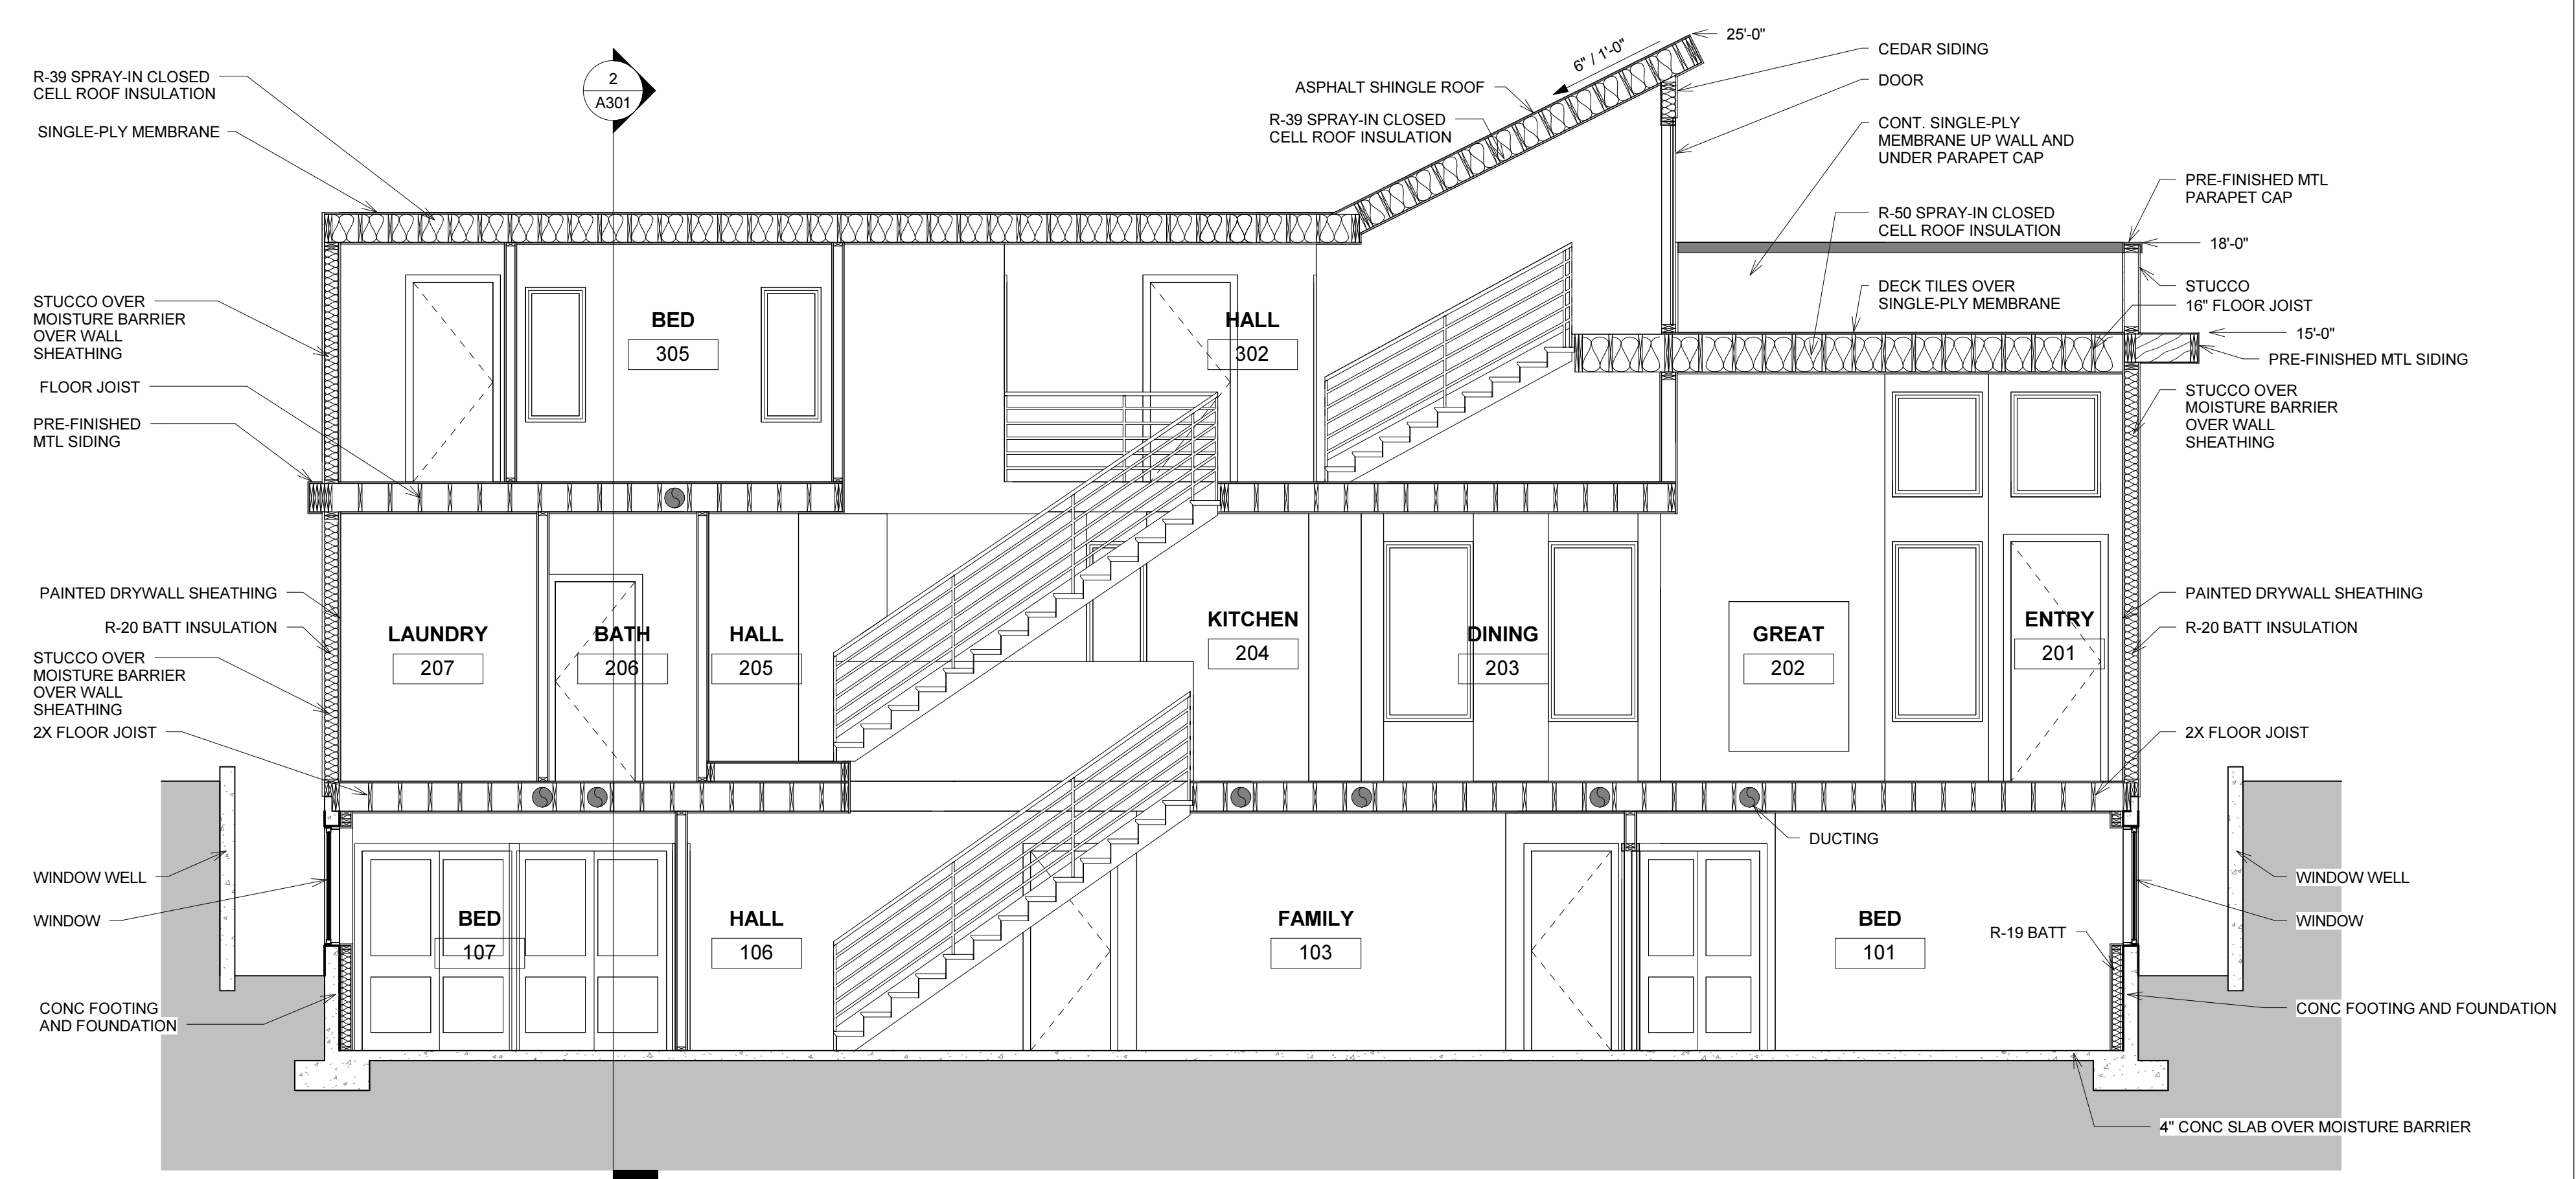 R-39 SPRAY-IN CLOSED
CELL ROOF INSULATION
SINGLE-PLY MEMBRANE
STUCCO OVER
MOISTURE BARRIER
OVER WALL
SHEATHING
FLOOR JOIST
PRE-FINISHED
MTL SIDING
PAINTED DRYWALL SHEATHING
R-20 BATT INSULATION
STUCCO OVER
MOISTURE BARRIER
OVER WALL
SHEATHING
2X FLOOR JOIST
WINDOW WELL
WINDOW
CONC FOOTING
AND FOUNDATION
2
A301
ASPHALT SHINGLE ROOF
R-39 SPRAY-IN CLOSED
CELL ROOF INSULATION
6" / 1'-0"
25'-0"
BED
305
HALL
302
LAUNDRY
207
BATH
206
HALL
205
KITCHEN
204
DINING
203
GREAT
202
ENTRY
201
BED
107
HALL
106
FAMILY
103
BED
101
DUCTING
R-19 BATT
CEDAR SIDING
DOOR
CONT. SINGLE-PLY
MEMBRANE UP WALL AND
UNDER PARAPET CAP
R-50 SPRAY-IN CLOSED
CELL ROOF INSULATION
DECK TILES OVER
SINGLE-PLY MEMBRANE
PRE-FINISHED MTL
PARAPET CAP
18'-0"
STUCCO
16" FLOOR JOIST
15'-0"
PRE-FINISHED MTL SIDING
STUCCO OVER
MOISTURE BARRIER
OVER WALL
SHEATHING
PAINTED DRYWALL SHEATHING
R-20 BATT INSULATION
2X FLOOR JOIST
WINDOW WELL
WINDOW
CONC FOOTING AND FOUNDATION
4" CONC SLAB OVER MOISTURE BARRIER